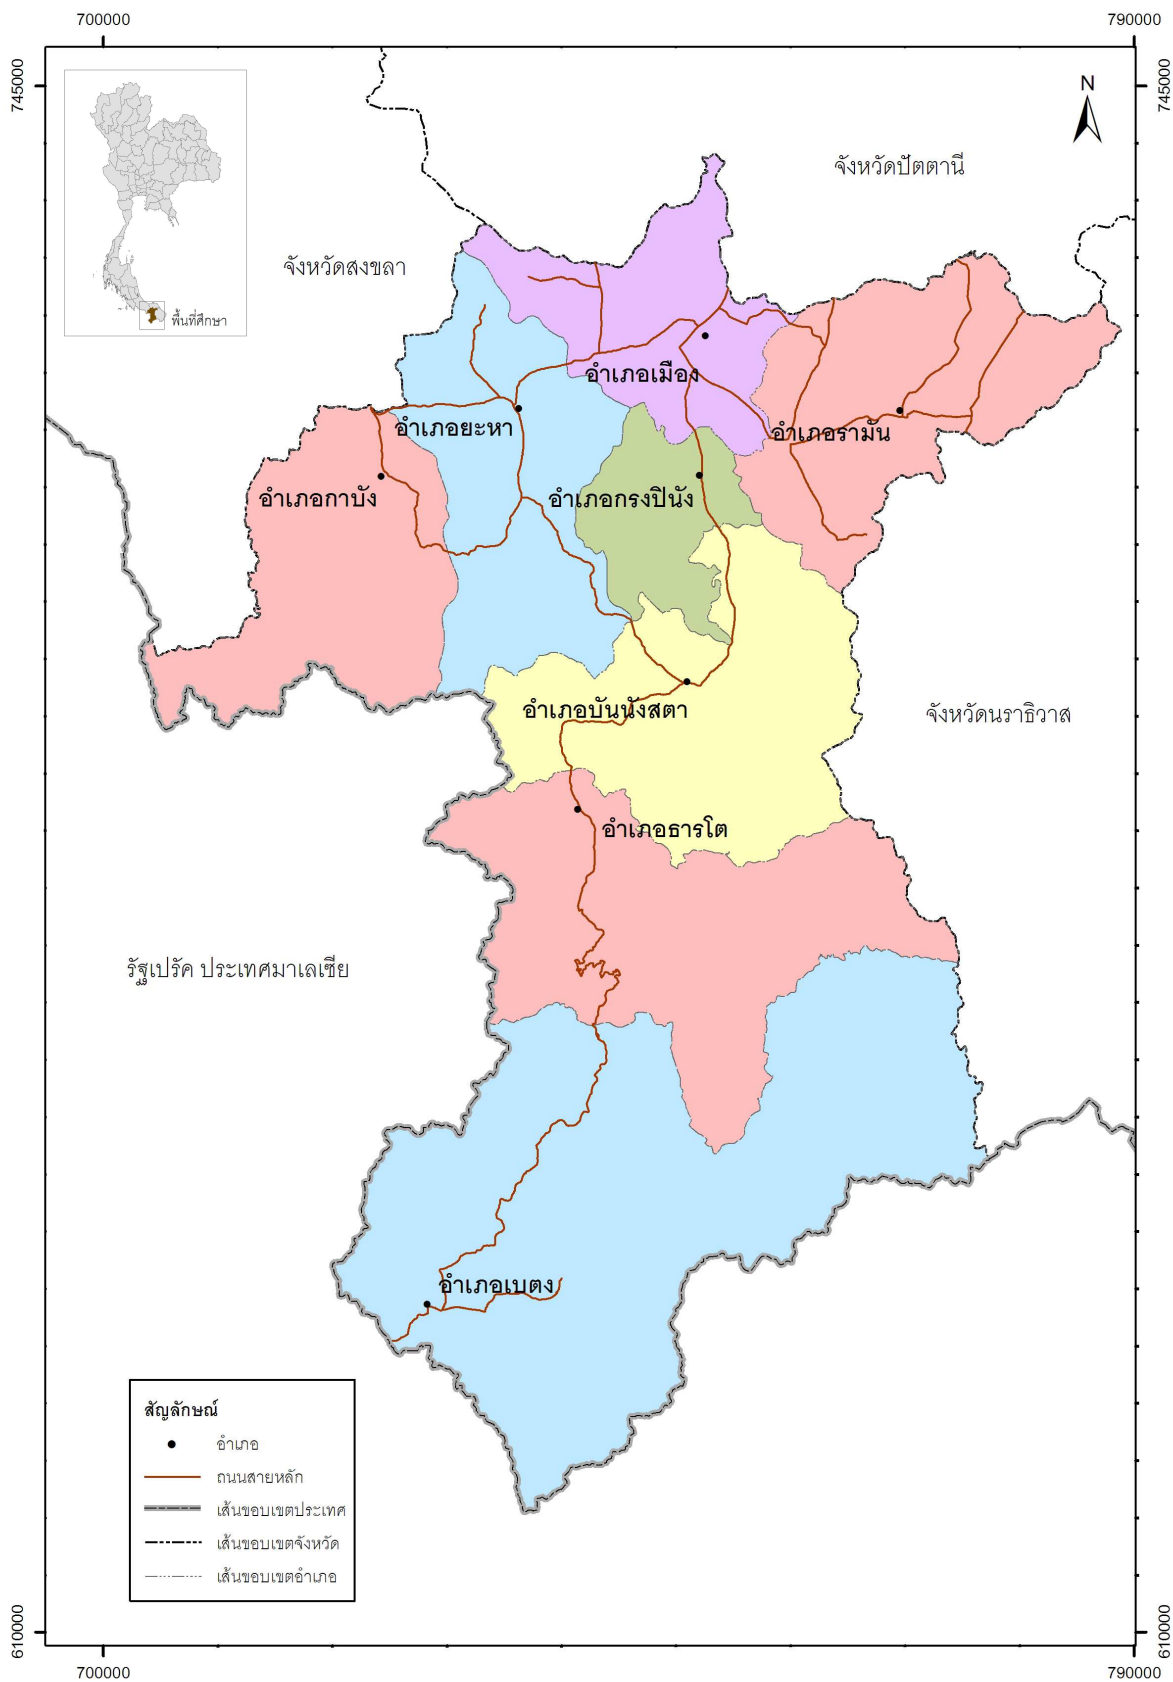 700000
790000
745000
745000
N
จังหวัดปัตตานี
จังหวัดสงขลา
พื้นที่ศึกษา
อำเภอเมือง
อำเภอยะหา
อำเภอรามัน
อำเภอกาบัง
อำเภอกรงปินัง
อำเภอบันนังสตา
จังหวัดนราธิวาส
อำเภอธารโต
รัฐเปรัค ประเทศมาเลเซีย
อำเภอเบตง
สัญลักษณ์
อำเภอ
ถนนสายหลัก
เส้นขอบเขตประเทศ
เส้นขอบเขตจังหวัด
เส้นขอบเขตอำเภอ
610000
610000
700000
790000